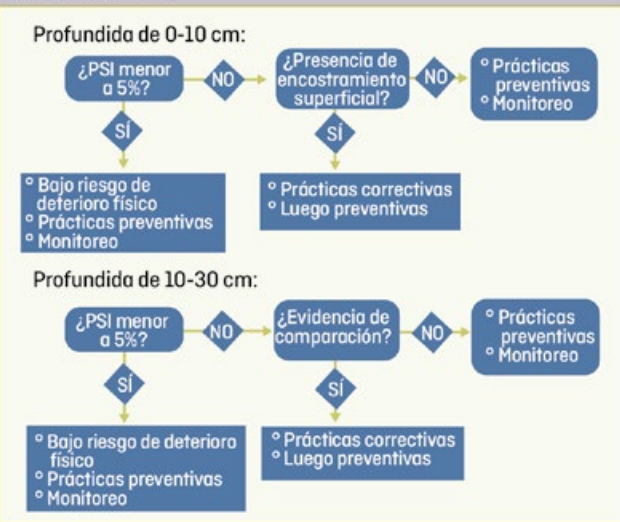 Profundida de 0-10 cm:
¿PSI menor
a 5%?
NO
¿Presencia de
encostramiento
superficial?
NO
° Prácticas
preventivas
° Monitoreo
SÍ
SÍ
° Bajo riesgo de
deterioro físico
° Prácticas preventivas
° Monitoreo
° Prácticas correctivas
° Luego preventivas
Profundida de 10-30 cm:
¿PSI menor
a 5%?
NO
¿Evidencia de
comparación?
NO
° Prácticas
preventivas
° Monitoreo
SÍ
SÍ
° Bajo riesgo de deterioro
físico
° Prácticas preventivas
° Monitoreo
° Prácticas correctivas
° Luego preventivas